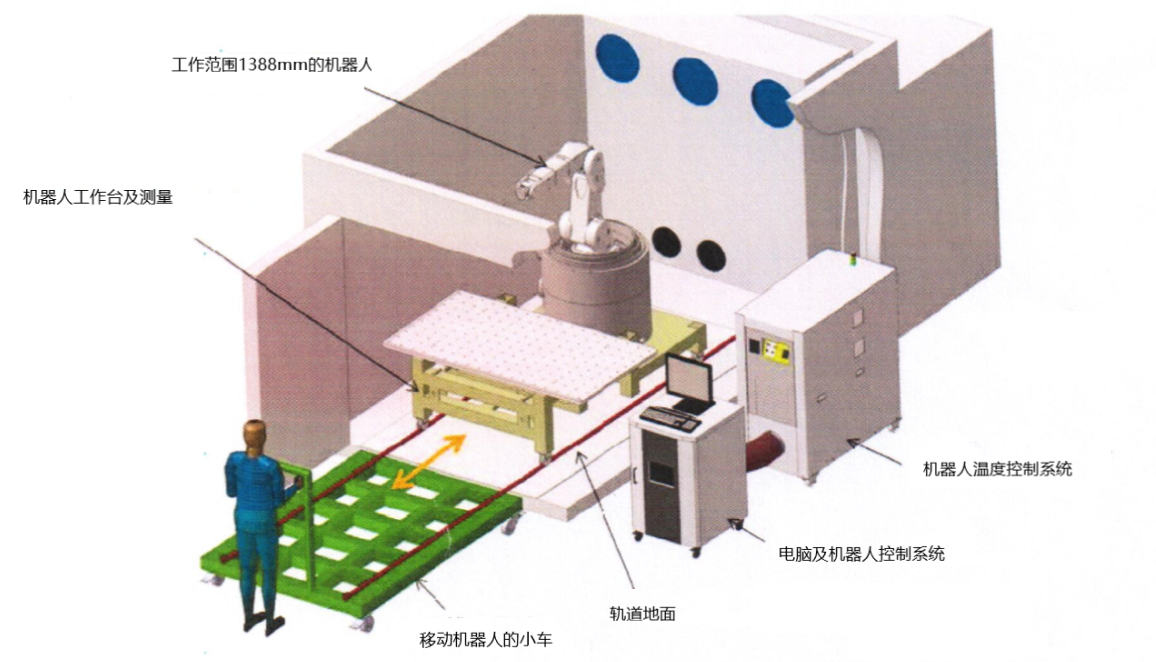 工作范围1388mm的机器人
机器人工作台及测量
机器人温度控制系统
电脑及机器人控制系统
轨道地面
移动机器人的小车